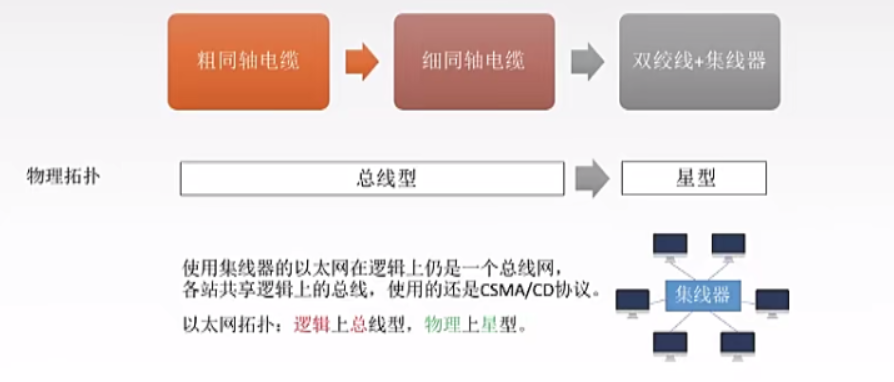 粗同轴电缆
细同轴电缆
双绞线+集线器
物理拓扑
总线型
星型
使用集线器的以太网在逻辑上仍是一个总线网，
各站共享逻辑上的总线，使用的还是CSMA/CD协议。
以太网拓扑：逻辑上总线型，物理上星型。
集线器